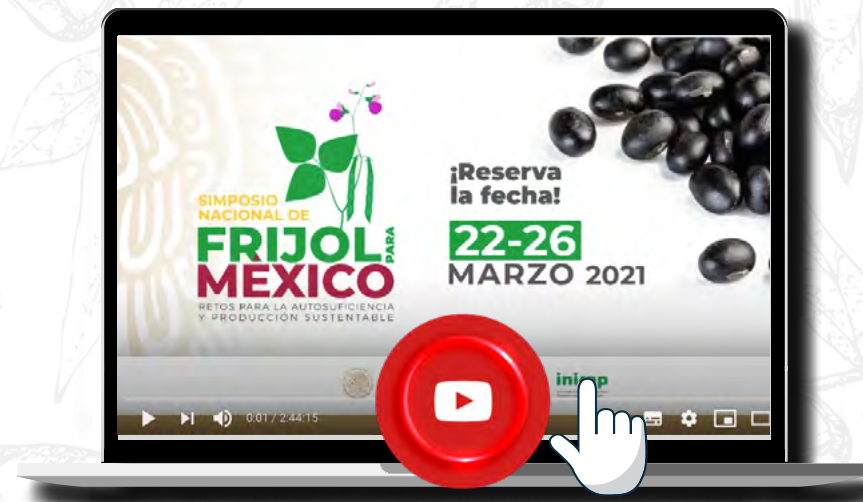 SIMPOSIO
NACIONAL DE
FRIJOL PARA
MÉXICO
RETOS PARA LA AUTOSUFICIENCIA
Y PRODUCCIÓN SUSTENTABLE
¡Reserva
la fecha!
22-26
MARZO 2021
0:01 / 2:44:15